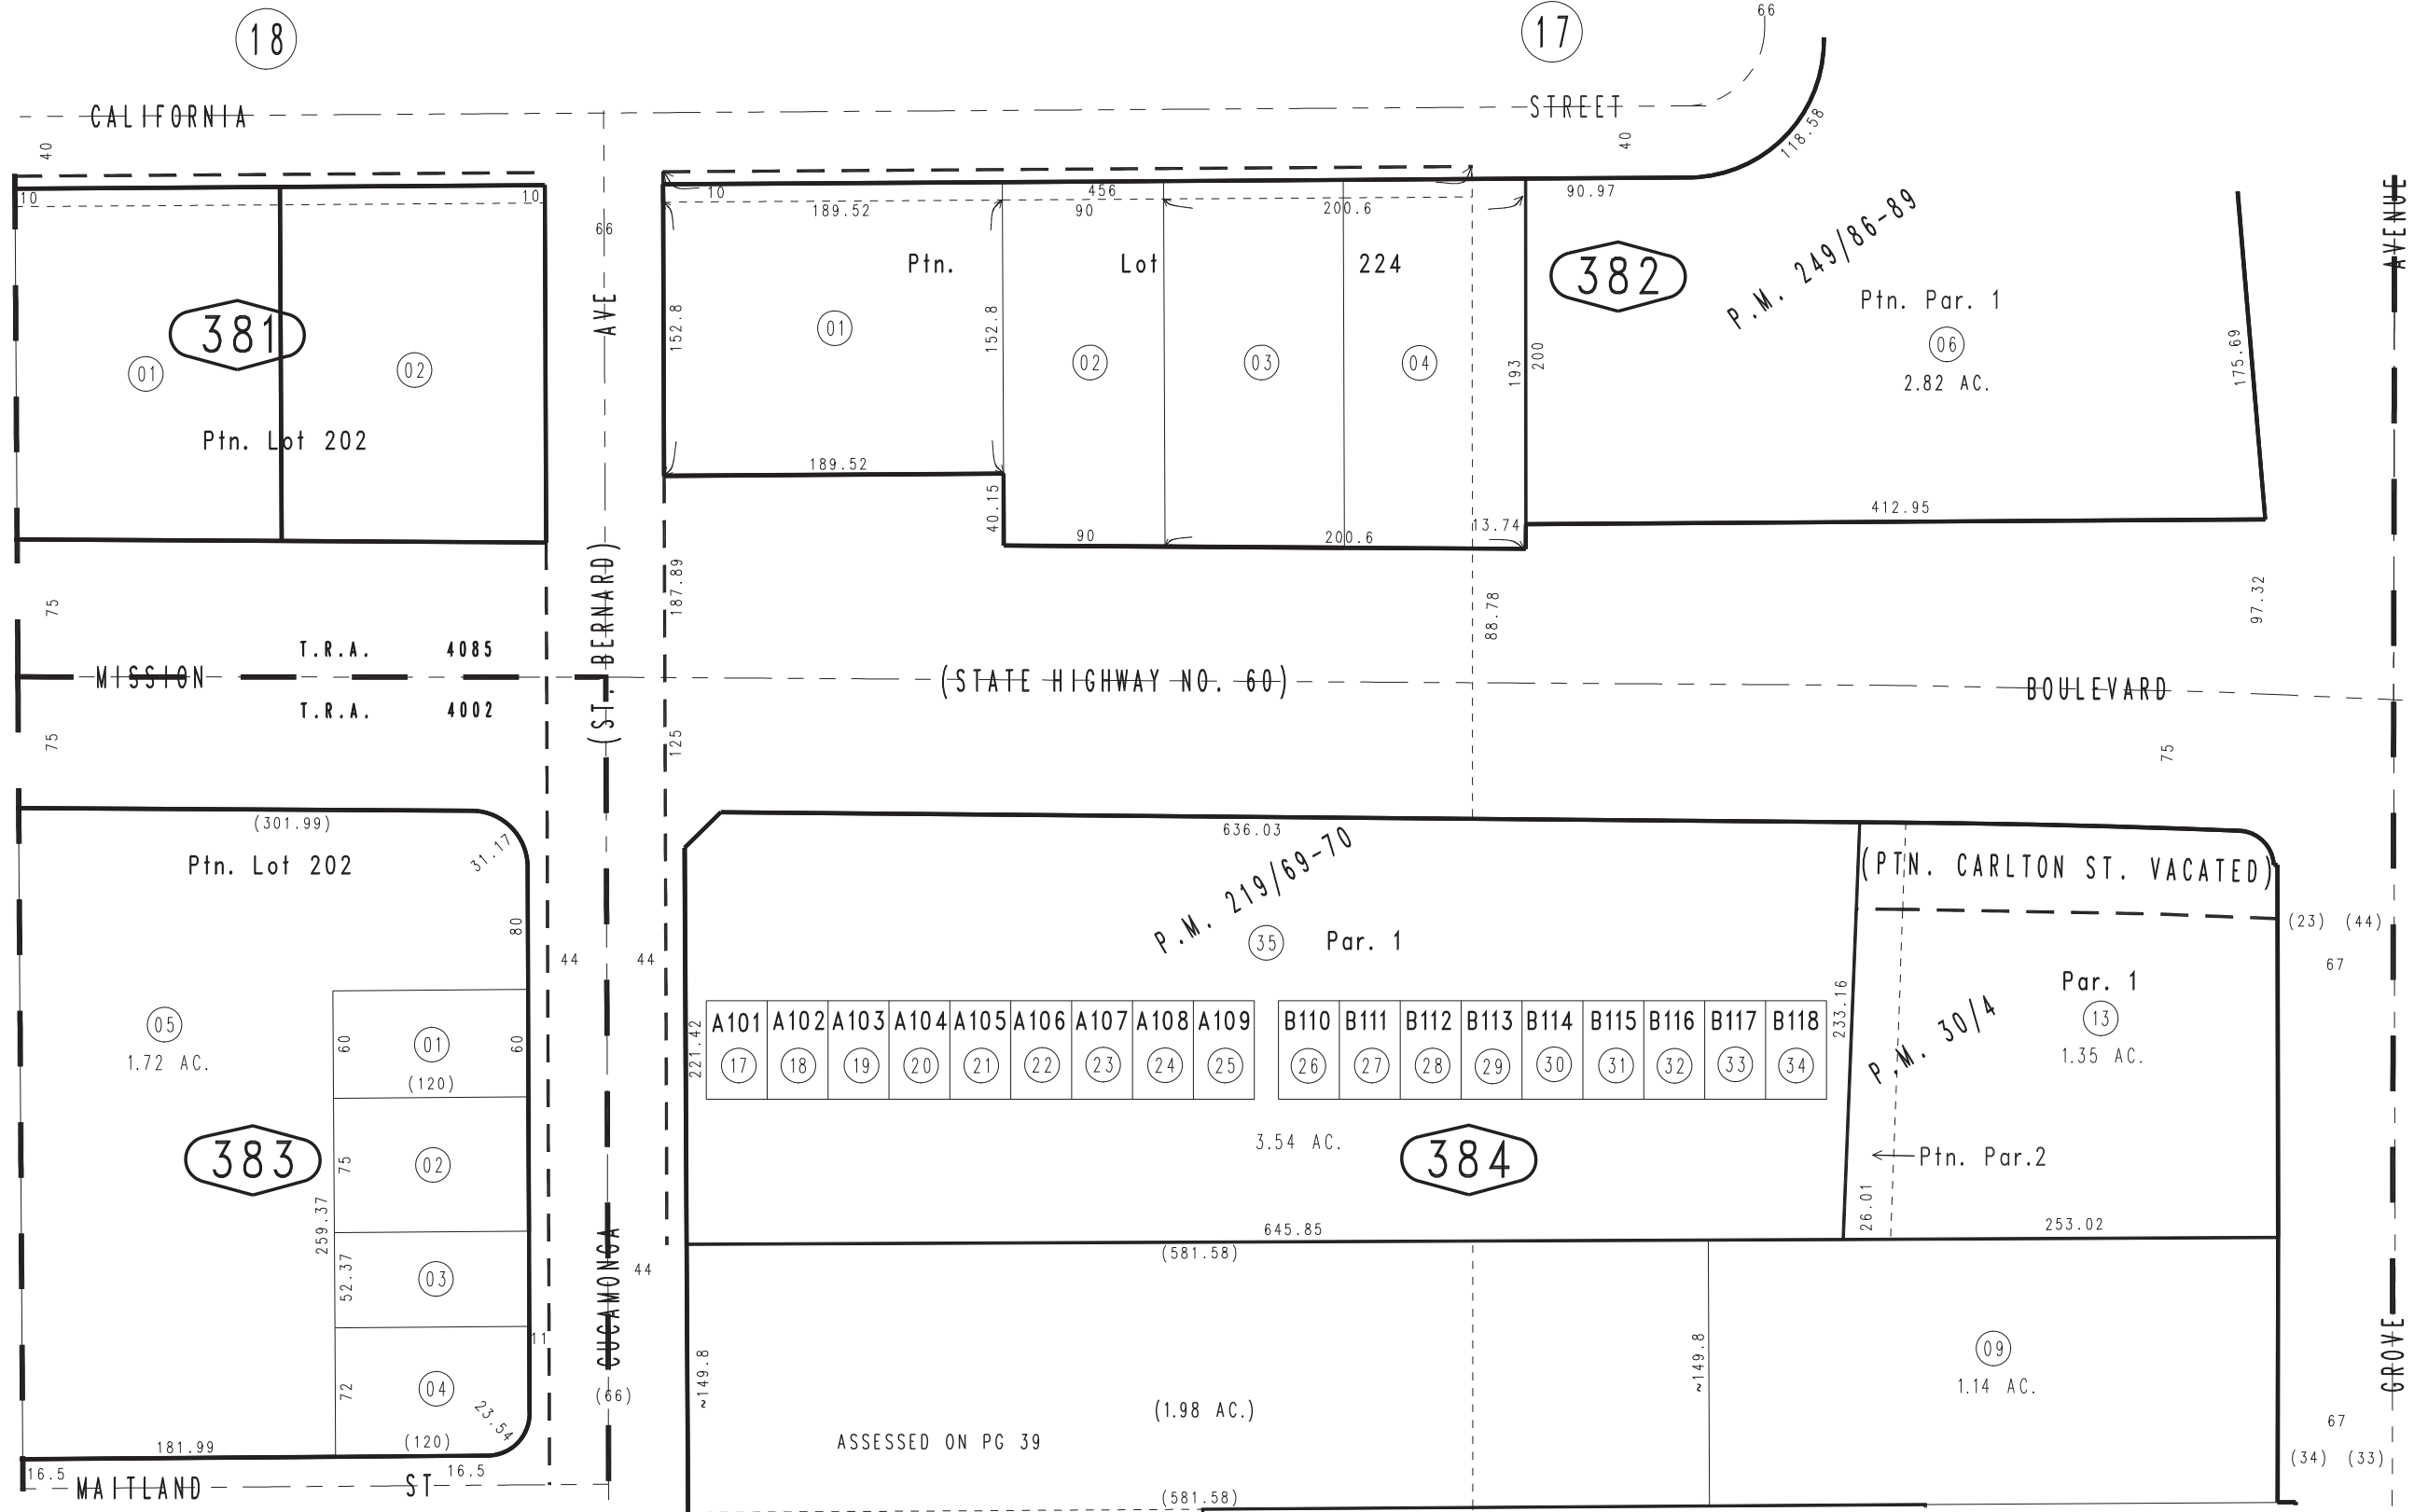 18
17
66
CALIFORNIA
STREET
40
40
118.58
10
10
10
456
90.97
189.52
90
200.6
66
AVENUE
P.M. 249/86-89
Ptn.
Lot
224
382
Ptn. Par. 1
AVE
381
01
02
152.8
01
152.8
02
03
04
193
200
06
2.82 AC.
175.69
Ptn. Lot 202
189.52
40.15
90
200.6
13.74
412.95
(ST. BERNARD)
187.89
88.78
97.32
75
T.R.A. 4085
MISSION
(STATE HIGHWAY NO. 60)
BOULEVARD
T.R.A. 4002
75
125
75
(301.99)
31.17
636.03
Ptn. Lot 202
P.M. 219/69-70
(PTN. CARLTON ST. VACATED)
80
44
44
35
Par. 1
(23) (44)
67
05
1.72 AC.
60
01
60
(120)
221.42
A101 A102 A103 A104 A105 A106 A107 A108 A109 B110 B111 B112 B113 B114 B115 B116 B117 B118
17 18 19 20 21 22 23 24 25 26 27 28 29 30 31 32 33 34
233.16
Par. 1
P.M. 30/4
13
1.35 AC.
383
75
02
3.54 AC.
384
Ptn. Par.2
259.37
26.01
645.85
253.02
(581.58)
52.37
03
44
CUCAMONGA
11
72
04
23.54
(66)
~149.8
~149.8
09
1.14 AC.
GROVE
(1.98 AC.)
ASSESSED ON PG 39
67
(34) (33)
181.99
(120)
16.5
16.5
MAITLAND
ST
(581.58)